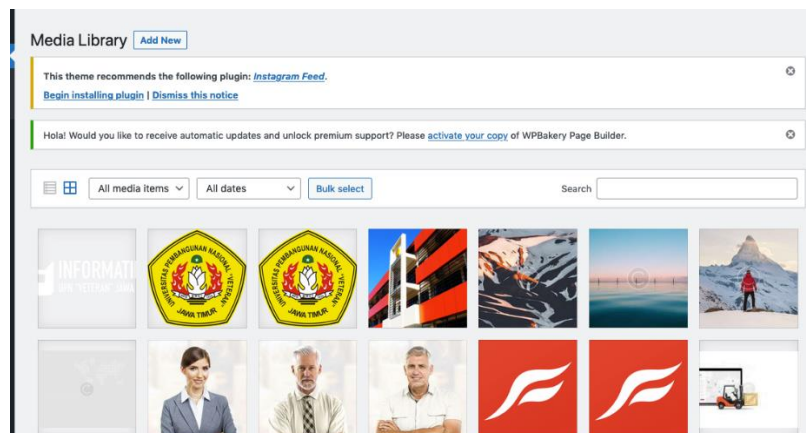 Media Library Add New
This theme recommends the following plugin: Instagram Feed.
Begin installing plugin | Dismiss this notice
Hola! Would you like to receive automatic updates and unlock premium support? Please activate your copy of WPBakery Page Builder.
All media items All dates Bulk select Search
INFORMATI
UPN "VETERAN" JAWA
UNIVERSITAS PEMBANGUNAN NASIONAL "VETERAN"
JAWA TIMUR
UNIVERSITAS PEMBANGUNAN NASIONAL "VETERAN"
JAWA TIMUR